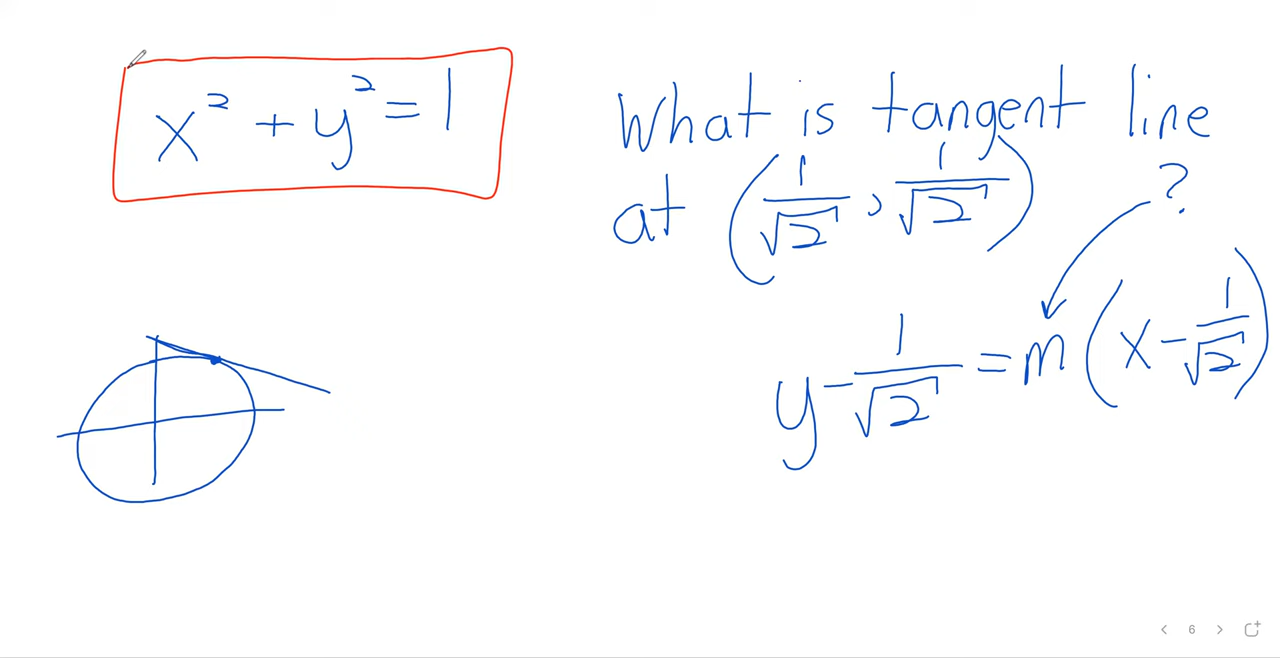 x² + y² = 1
What is tangent line
at (1/√2, 1/√2) ?
y - 1/√2 = m (x - 1/√2)
6